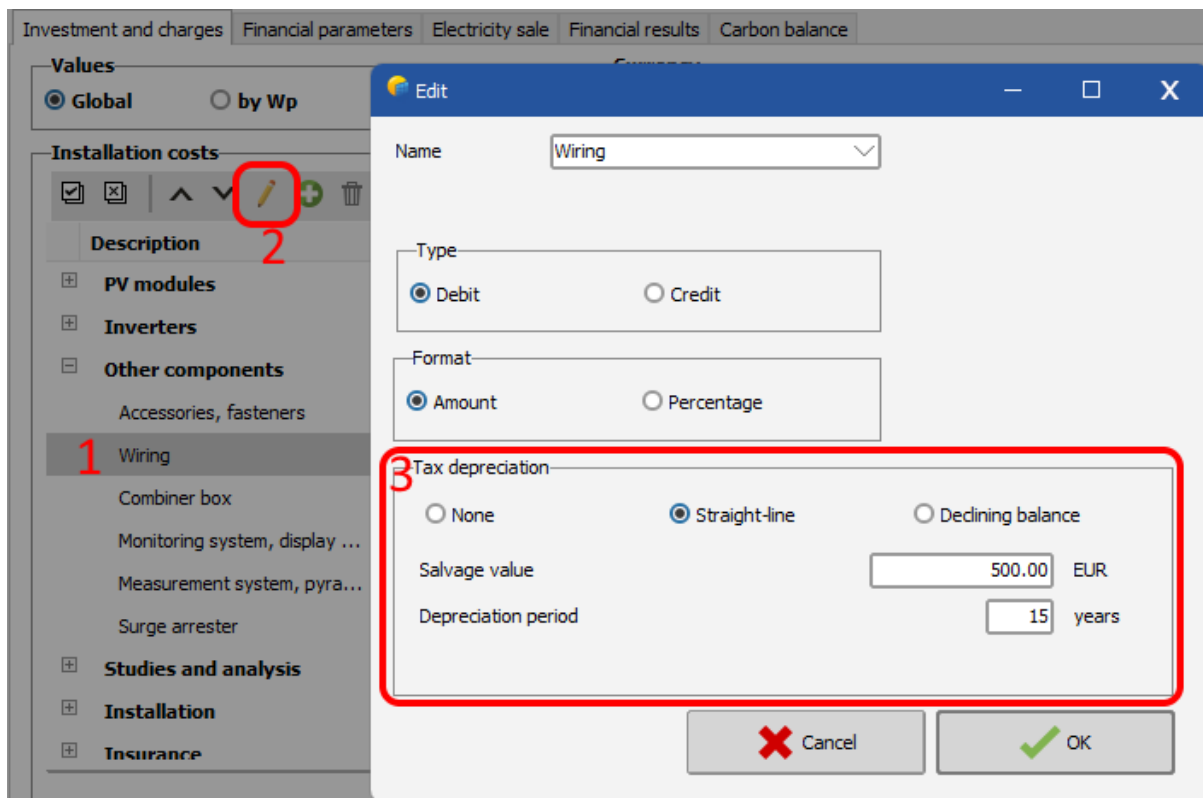 Investment and charges Financial parameters Electricity sale Financial results Carbon balance
Values
Global by Wp
Installation costs
2
Description
PV modules
Inverters
Other components
Accessories, fasteners
1 Wiring
Combiner box
Monitoring system, display ...
Measurement system, pyra...
Surge arrester
Studies and analysis
Installation
Insurance
Edit
Name Wiring
Type
Debit Credit
Format
Amount Percentage
3 Tax depreciation
None Straight-line Declining balance
Salvage value 500.00 EUR
Depreciation period 15 years
Cancel OK